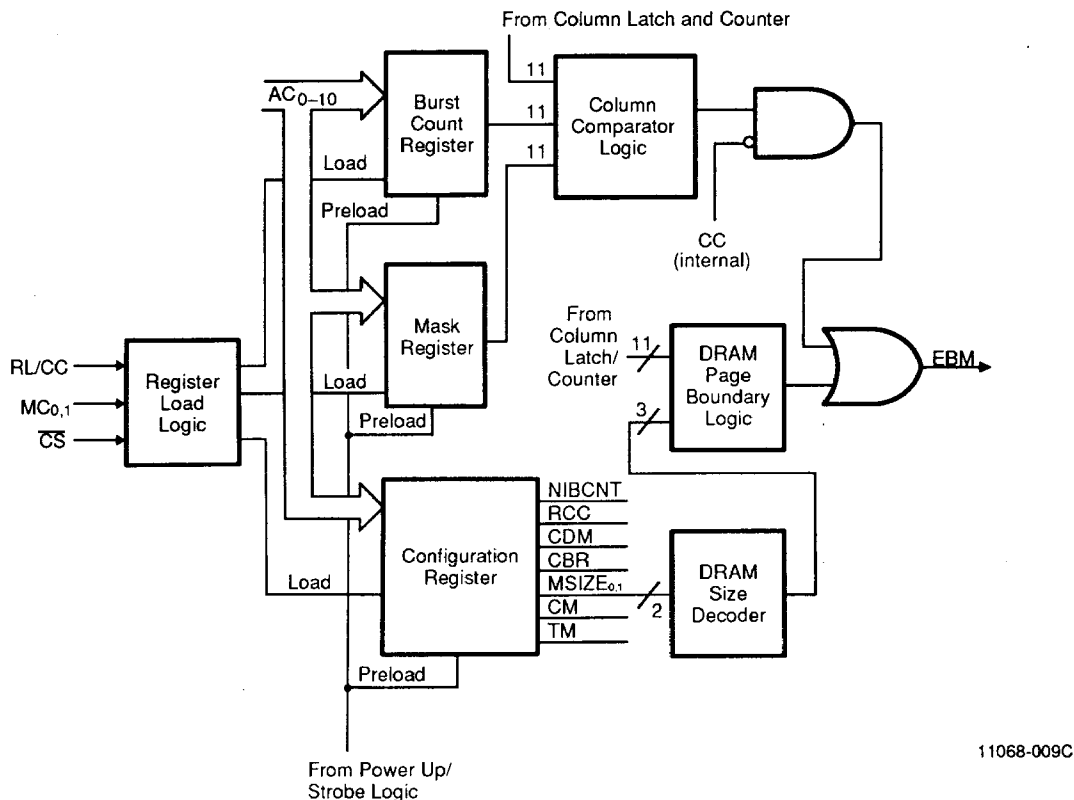 From Column Latch and Counter
AC0–10
Burst
Count
Register
11
11
11
Column
Comparator
Logic
Load
Preload
CC
(internal)
Mask
Register
From
Column
Latch/
Counter
11
DRAM
Page
Boundary
Logic
EBM
RL/CC
MC0,1
CS
Register
Load
Logic
Load
Preload
3
Configuration
Register
NIBCNT
RCC
CDM
CBR
MSIZE0,1
CM
TM
2
DRAM
Size
Decoder
Load
Preload
From Power Up/
Strobe Logic
11068-009C